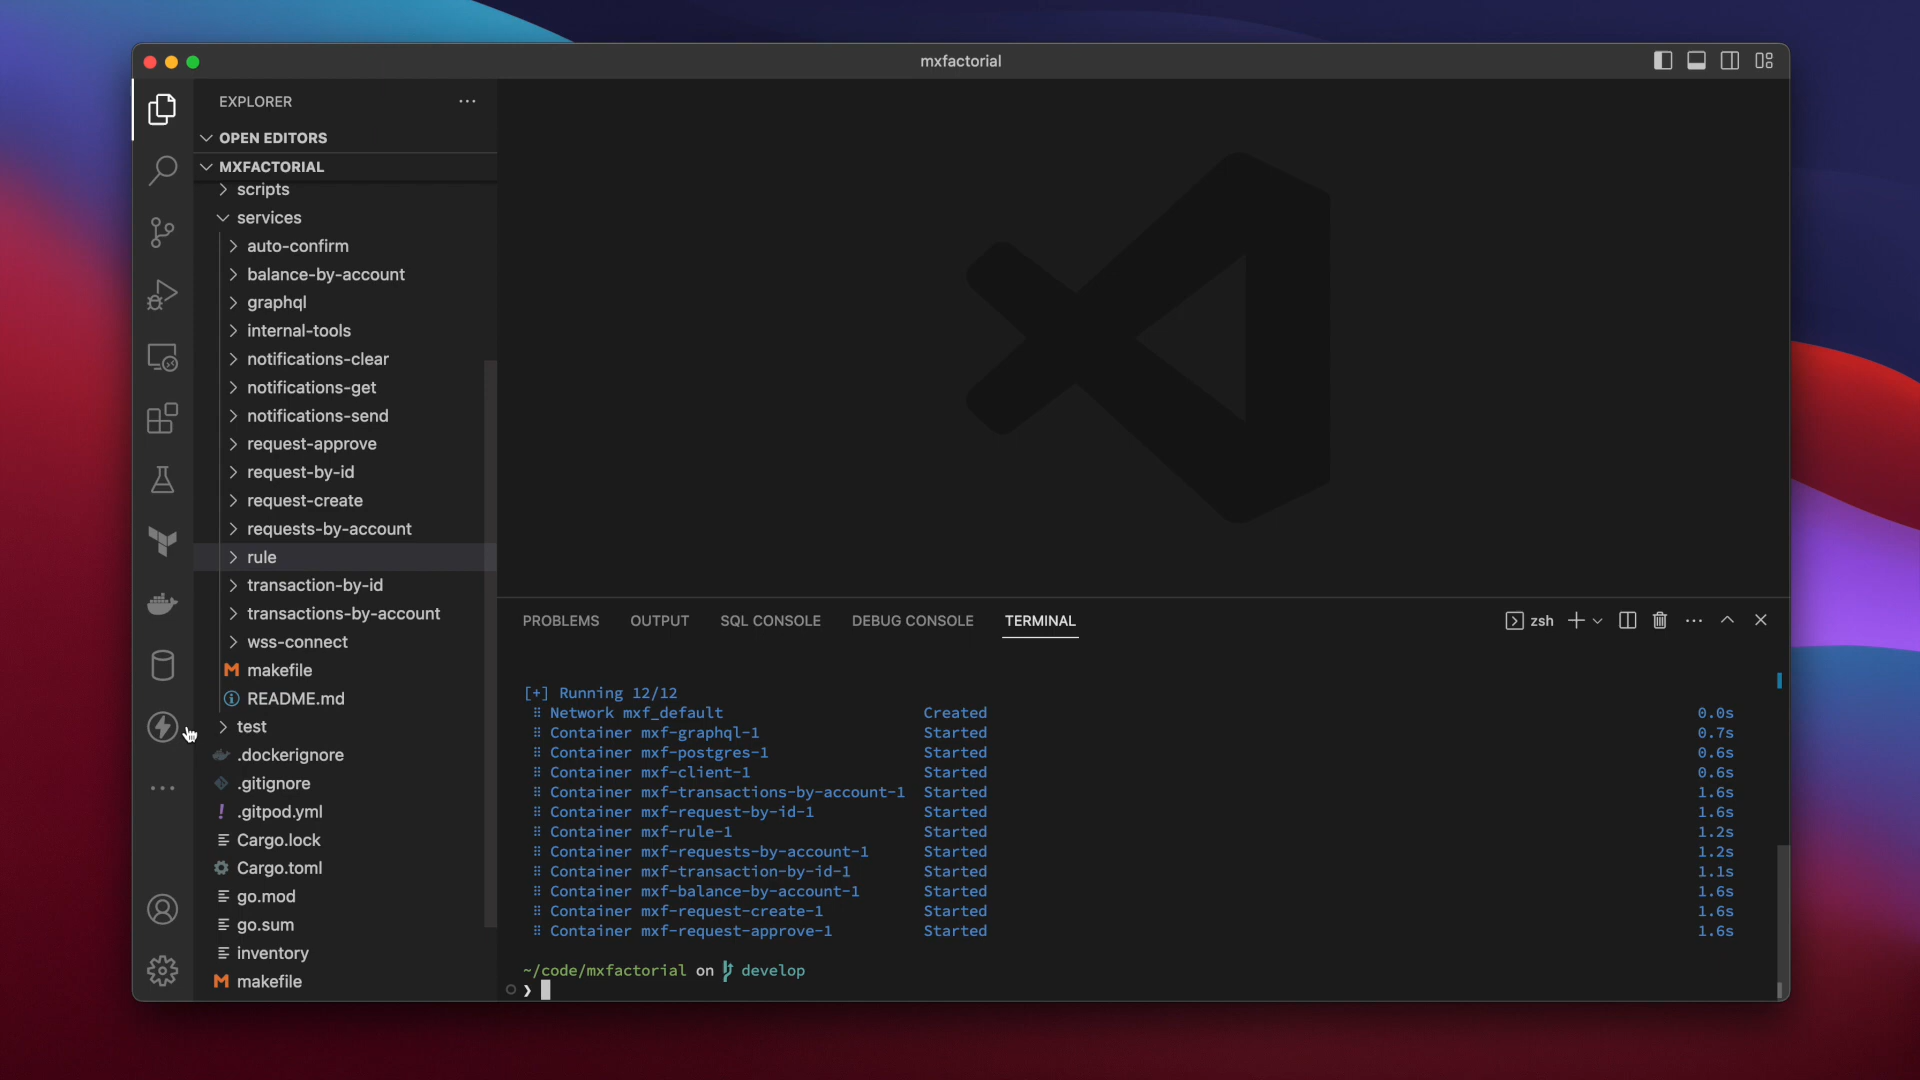 mxfactorial
EXPLORER
OPEN EDITORS
MXFACTORIAL
scripts
services
auto-confirm
balance-by-account
graphql
internal-tools
notifications-clear
notifications-get
notifications-send
request-approve
request-by-id
request-create
requests-by-account
rule
transaction-by-id
transactions-by-account
wss-connect
M makefile
README.md
test
.dockerignore
.gitignore
! .gitpod.yml
Cargo.lock
Cargo.toml
go.mod
go.sum
inventory
M makefile
PROBLEMS OUTPUT SQL CONSOLE DEBUG CONSOLE TERMINAL zsh
[+] Running 12/12
⠿ Network mxf_default Created 0.0s
⠿ Container mxf-graphql-1 Started 0.7s
⠿ Container mxf-postgres-1 Started 0.6s
⠿ Container mxf-client-1 Started 0.6s
⠿ Container mxf-transactions-by-account-1 Started 1.6s
⠿ Container mxf-request-by-id-1 Started 1.6s
⠿ Container mxf-rule-1 Started 1.2s
⠿ Container mxf-requests-by-account-1 Started 1.2s
⠿ Container mxf-transaction-by-id-1 Started 1.1s
⠿ Container mxf-balance-by-account-1 Started 1.6s
⠿ Container mxf-request-create-1 Started 1.6s
⠿ Container mxf-request-approve-1 Started 1.6s
~/code/mxfactorial on develop
❯